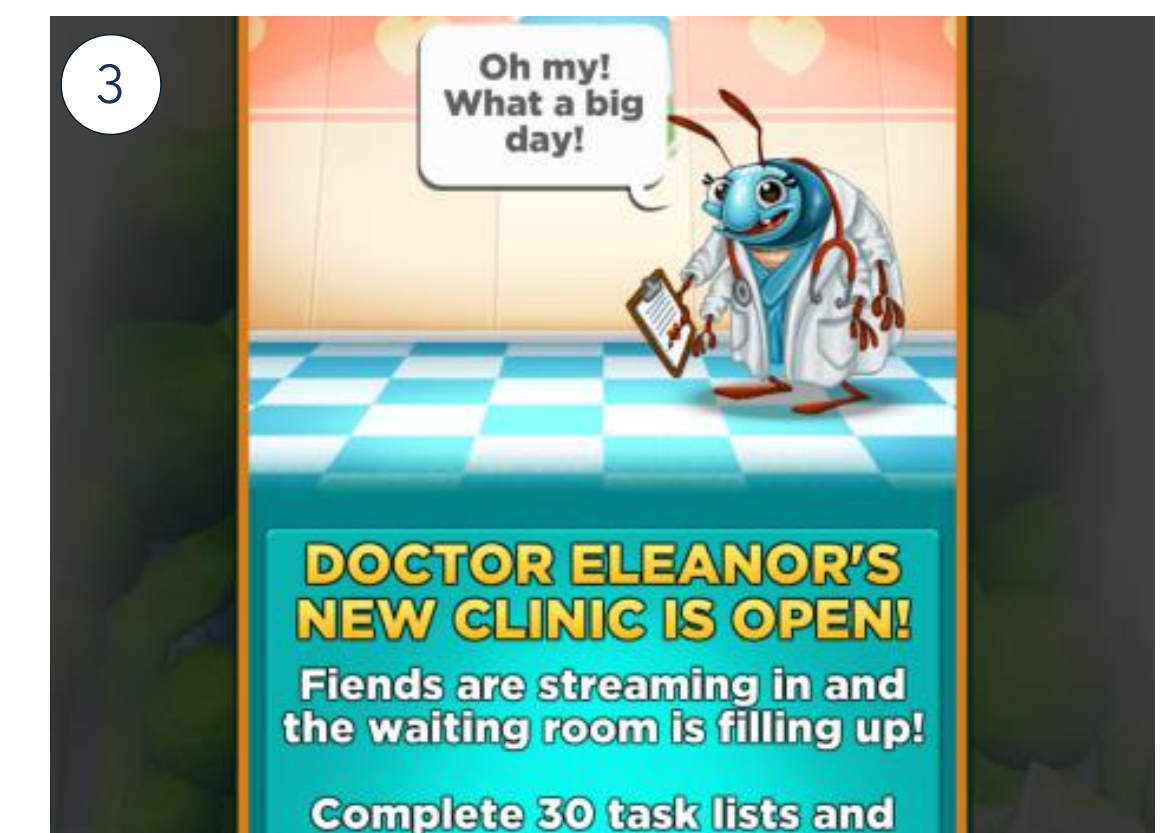 3
Oh my!
What a big
day!
DOCTOR ELEANOR'S
NEW CLINIC IS OPEN!
Fiends are streaming in and
the waiting room is filling up!
Complete 30 task lists and